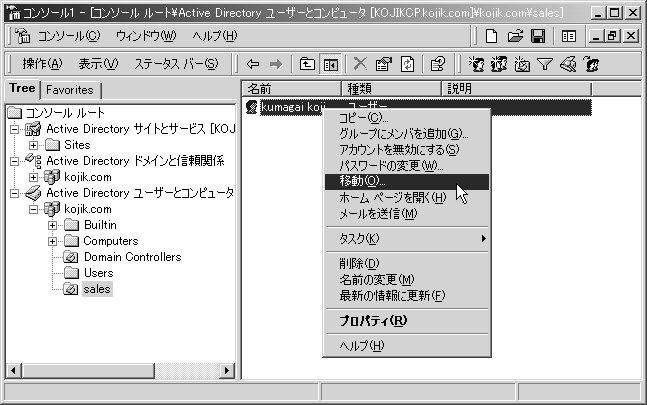 コンソール1 - [コンソール ルート¥Active Directory ユーザーとコンピュータ [KOJIKCP.kojik.com]¥kojik.com¥sales]
コンソール(C) ウィンドウ(W) ヘルプ(H)
操作(A) 表示(V) ステータス バー(S)
Tree Favorites
コンソール ルート
Active Directory サイトとサービス [KOJ
Sites
Active Directory ドメインと信頼関係
kojik.com
Active Directory ユーザーとコンピュータ
kojik.com
Builtin
Computers
Domain Controllers
Users
sales
名前 種類 説明
kumagai koji ユーザー
コピー(C)...
グループにメンバを追加(G)...
アカウントを無効にする(S)
パスワードの変更(W)...
移動(O)...
ホーム ページを開く(H)
メールを送信(M)
タスク(K)
削除(D)
名前の変更(M)
最新の情報に更新(F)
プロパティ(R)
ヘルプ(H)